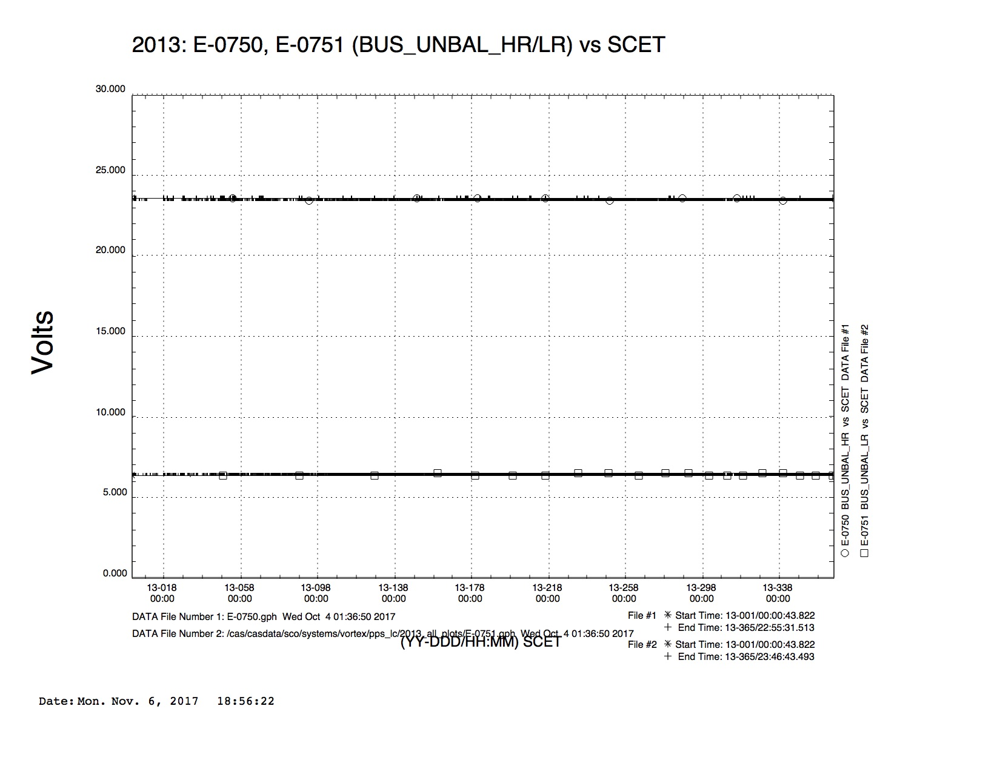 2013: E-0750, E-0751 (BUS_UNBAL_HR/LR) vs SCET
30.000
25.000
20.000
15.000
10.000
5.000
0.000
Volts
13-018 13-058 13-098 13-138 13-178 13-218 13-258 13-298 13-338
00:00 00:00 00:00 00:00 00:00 00:00 00:00 00:00 00:00
E-0750 BUS_UNBAL_HR vs SCET DATA File #1
E-0751 BUS_UNBAL_LR vs SCET DATA File #2
DATA File Number 1: E-0750.gph Wed Oct 4 01:36:50 2017
DATA File Number 2: /cas/casdata/sco/systems/vortex/pps_lc/2013_all_plots/E-0751.gph Wed Oct 4 01:36:50 2017
(YY-DDD/HH:MM) SCET
File #1 Start Time: 13-001/00:00:43.822
End Time: 13-365/22:55:31.513
File #2 Start Time: 13-001/00:00:43.822
End Time: 13-365/23:46:43.493
Date: Mon. Nov. 6, 2017 18:56:22